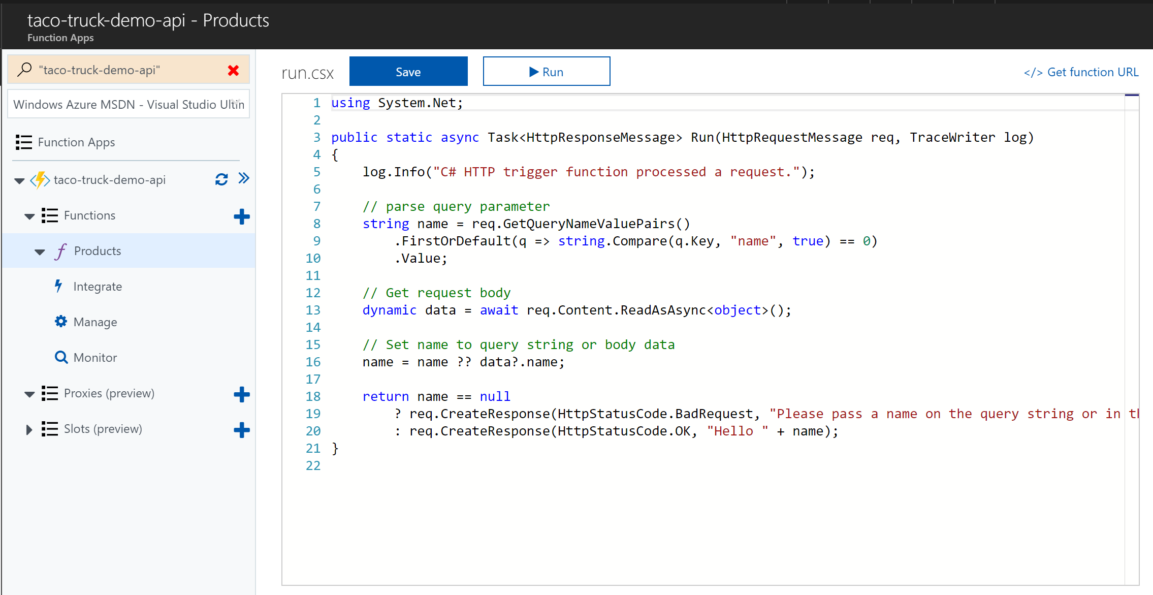 taco-truck-demo-api - Products
Function Apps
"taco-truck-demo-api"
Windows Azure MSDN - Visual Studio Ultin
Function Apps
taco-truck-demo-api
Functions
Products
Integrate
Manage
Monitor
Proxies (preview)
Slots (preview)
run.csx
Save
Run
</> Get function URL
1 using System.Net;
2
3 public static async Task<HttpResponseMessage> Run(HttpRequestMessage req, TraceWriter log)
4 {
5     log.Info("C# HTTP trigger function processed a request.");
6
7     // parse query parameter
8     string name = req.GetQueryNameValuePairs()
9         .FirstOrDefault(q => string.Compare(q.Key, "name", true) == 0)
10         .Value;
11
12     // Get request body
13     dynamic data = await req.Content.ReadAsAsync<object>();
14
15     // Set name to query string or body data
16     name = name ?? data?.name;
17
18     return name == null
19         ? req.CreateResponse(HttpStatusCode.BadRequest, "Please pass a name on the query string or in
20         : req.CreateResponse(HttpStatusCode.OK, "Hello " + name);
21 }
22